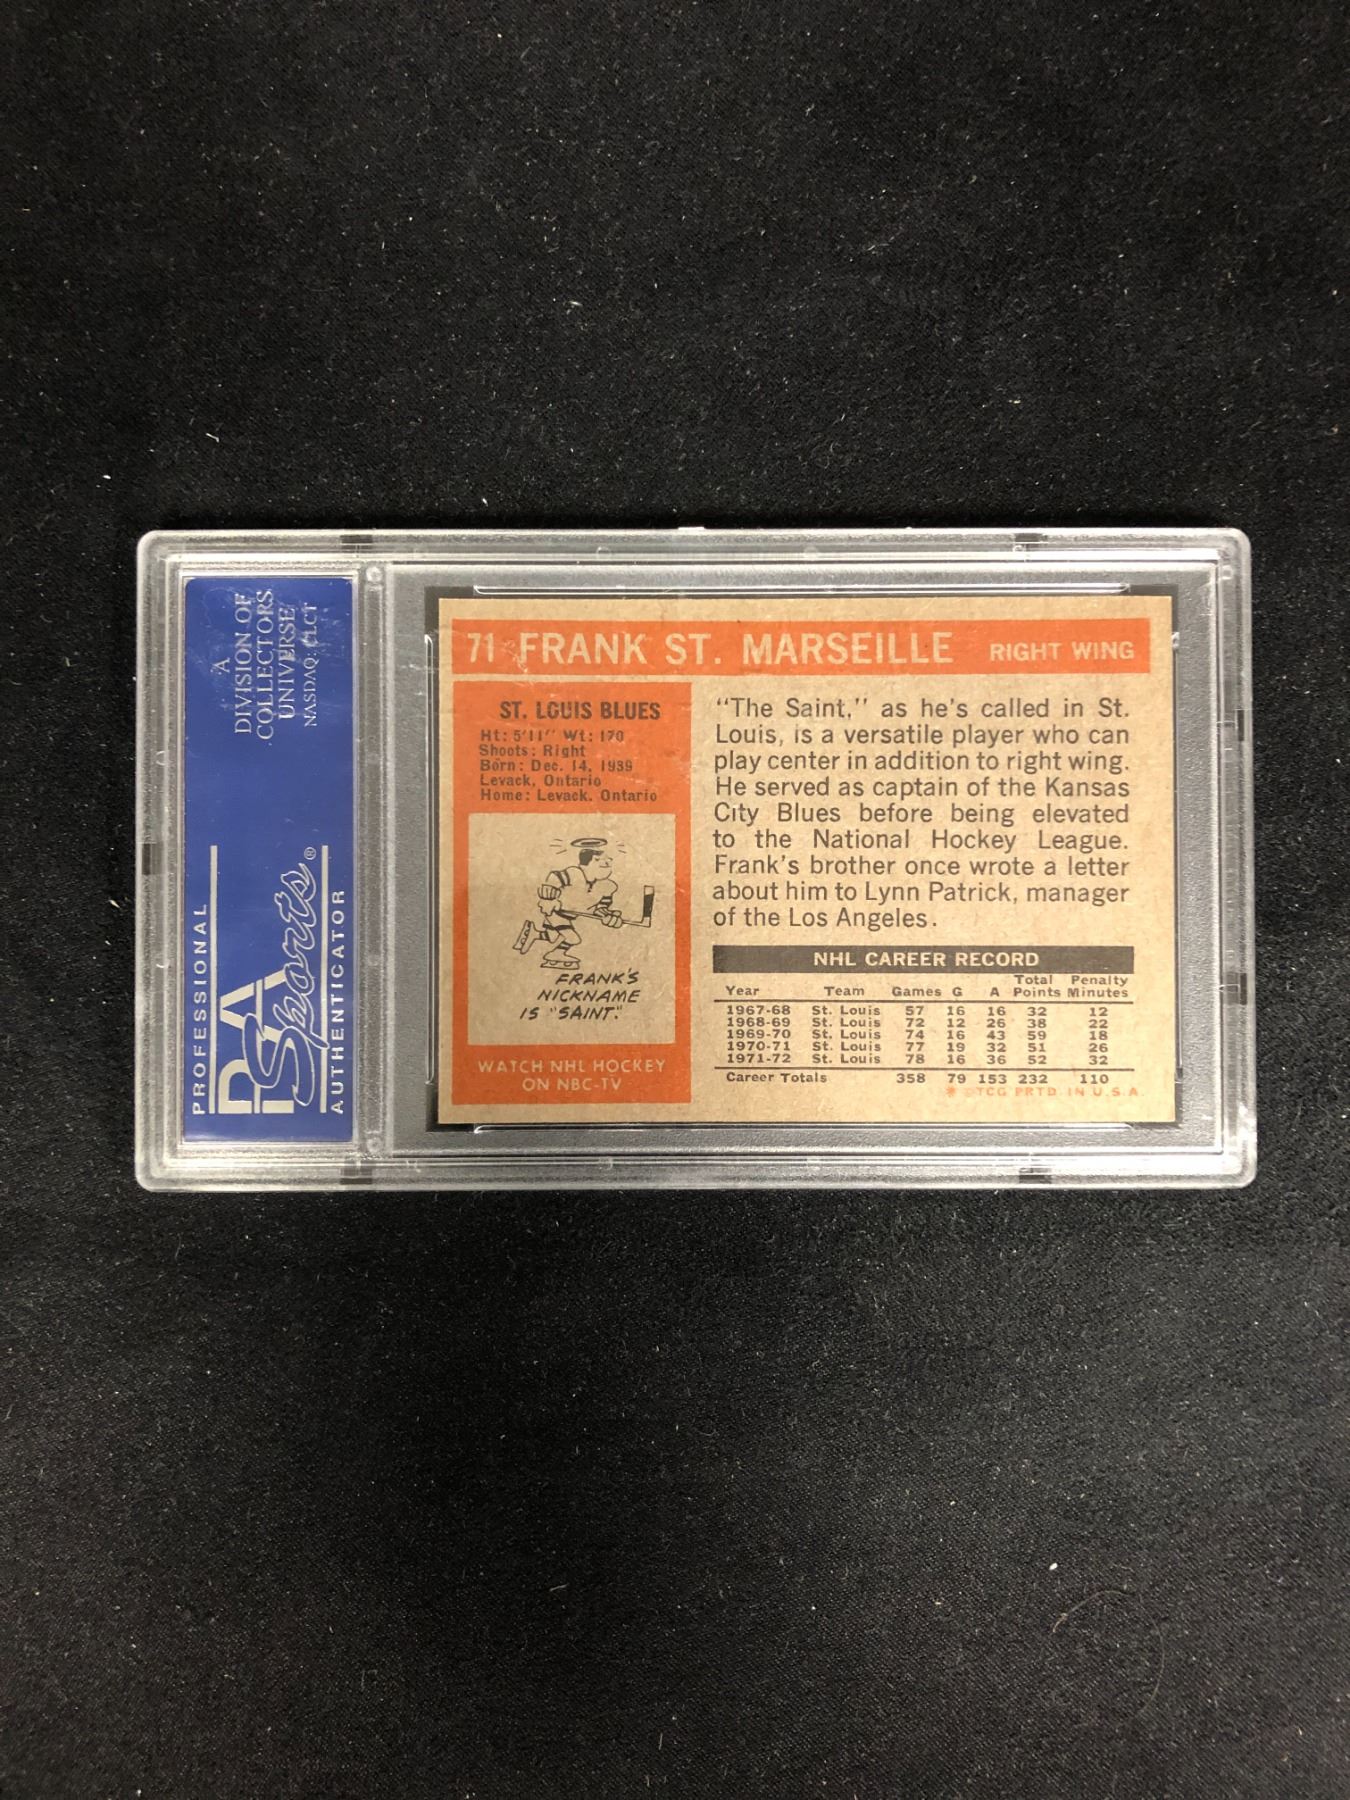 A
DIVISION OF
COLLECTORS
UNIVERSE
NASDAQ: CLCT
PROFESSIONAL
PSA
Sports®
AUTHENTICATOR
71 FRANK ST. MARSEILLE RIGHT WING
ST. LOUIS BLUES
Ht: 5'11" Wt: 170
Shoots: Right
Born: Dec. 14, 1939
Levack, Ontario
Home: Levack, Ontario
FRANK'S
NICKNAME
IS "SAINT."
WATCH NHL HOCKEY
ON NBC-TV
"The Saint," as he's called in St.
Louis, is a versatile player who can
play center in addition to right wing.
He served as captain of the Kansas
City Blues before being elevated
to the National Hockey League.
Frank's brother once wrote a letter
about him to Lynn Patrick, manager
of the Los Angeles.
NHL CAREER RECORD
Year Team Games G A Total Points Penalty Minutes
1967-68 St. Louis 57 16 16 32 12
1968-69 St. Louis 72 12 26 38 22
1969-70 St. Louis 74 16 43 59 18
1970-71 St. Louis 77 19 32 51 26
1971-72 St. Louis 78 16 36 52 32
Career Totals 358 79 153 232 110
* © TCG PRTD. IN U.S.A.